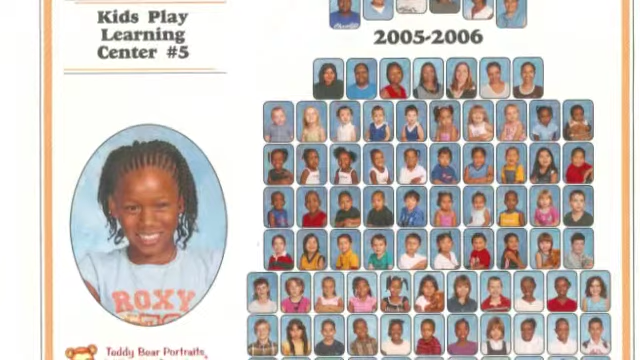 Kids Play
Learning
Center #5
2005-2006
ROXY
Teddy Bear Portraits